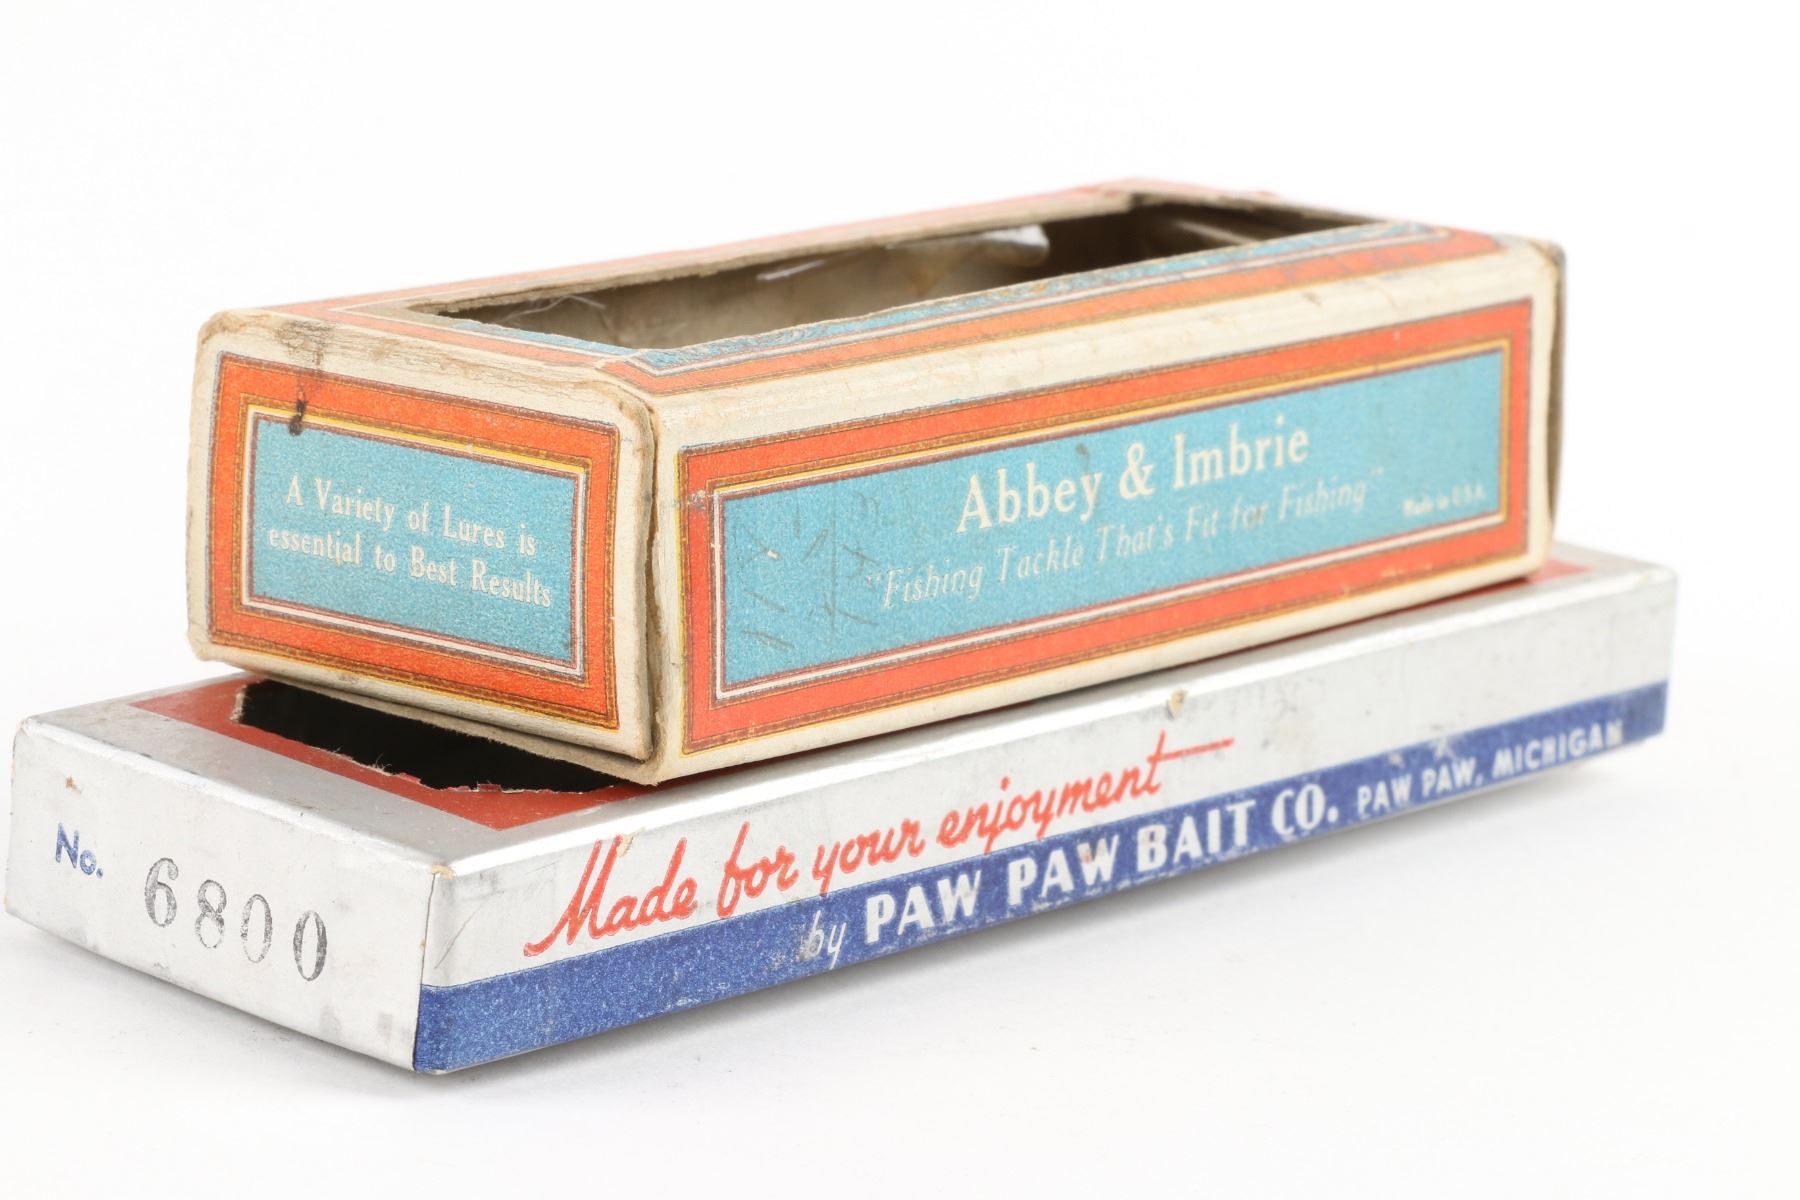 A Variety of Lures is
essential to Best Results
Abbey & Imbrie
"Fishing Tackle That's Fit for Fishing"
Made in U.S.A.
No. 6800
Made for your enjoyment
by PAW PAW BAIT CO. PAW PAW, MICHIGAN